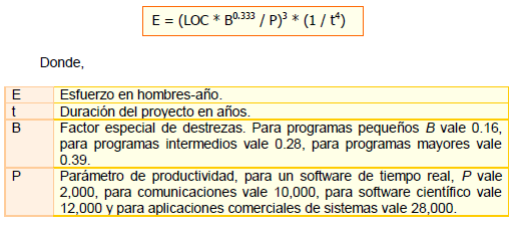 E = (LOC * B⁰·³³³ / P)³ * (1 / t⁴)
Donde,
E Esfuerzo en hombres-año.
t Duración del proyecto en años.
B Factor especial de destrezas. Para programas pequeños B vale 0.16,
para programas intermedios vale 0.28, para programas mayores vale
0.39.
P Parámetro de productividad, para un software de tiempo real, P vale
2,000, para comunicaciones vale 10,000, para software científico vale
12,000 y para aplicaciones comerciales de sistemas vale 28,000.